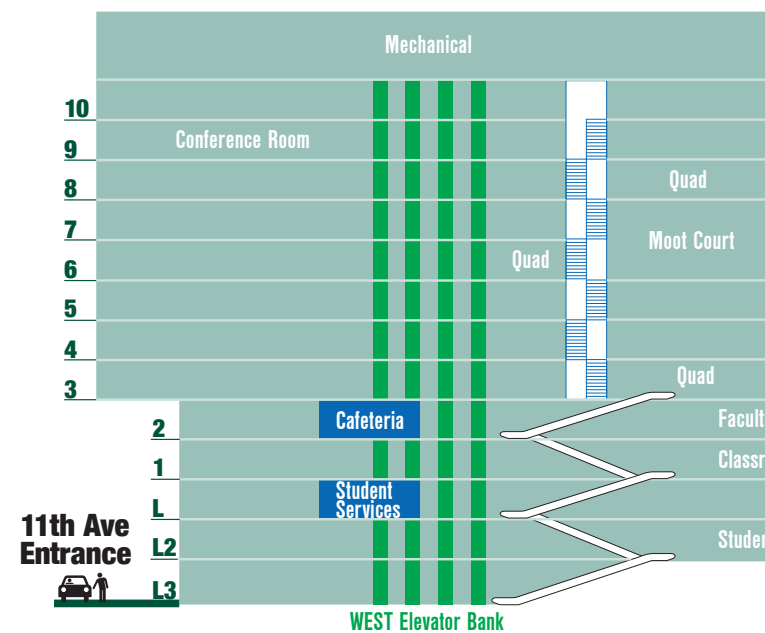 Mechanical
10
Conference Room
9
Quad
8
7
Moot Court
Quad
6
5
4
Quad
3
Cafeteria
2
1
Student
Services
L
11th Ave
Entrance
L2
L3
WEST Elevator Bank